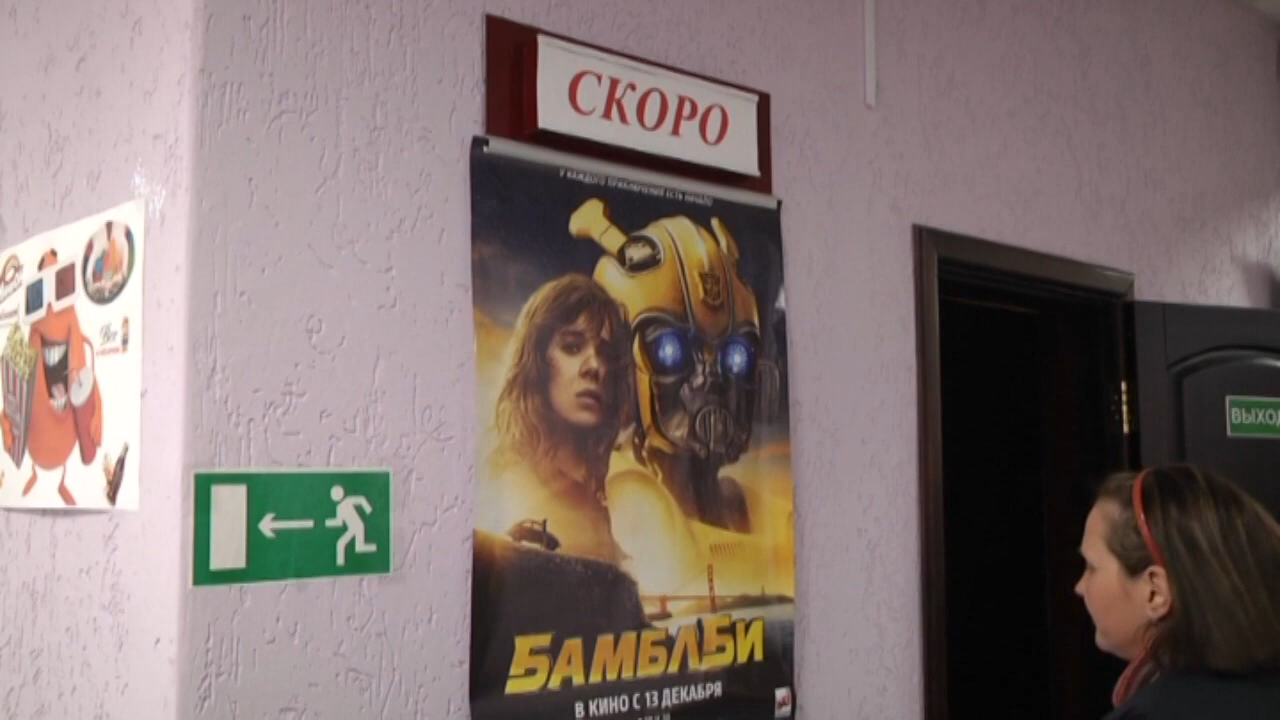 СКОРО
У КАЖДОГО ПРИКЛЮЧЕНИЯ ЕСТЬ НАЧАЛО
БАМБЛБИ
В КИНО С 13 ДЕКАБРЯ
ВЫХОД